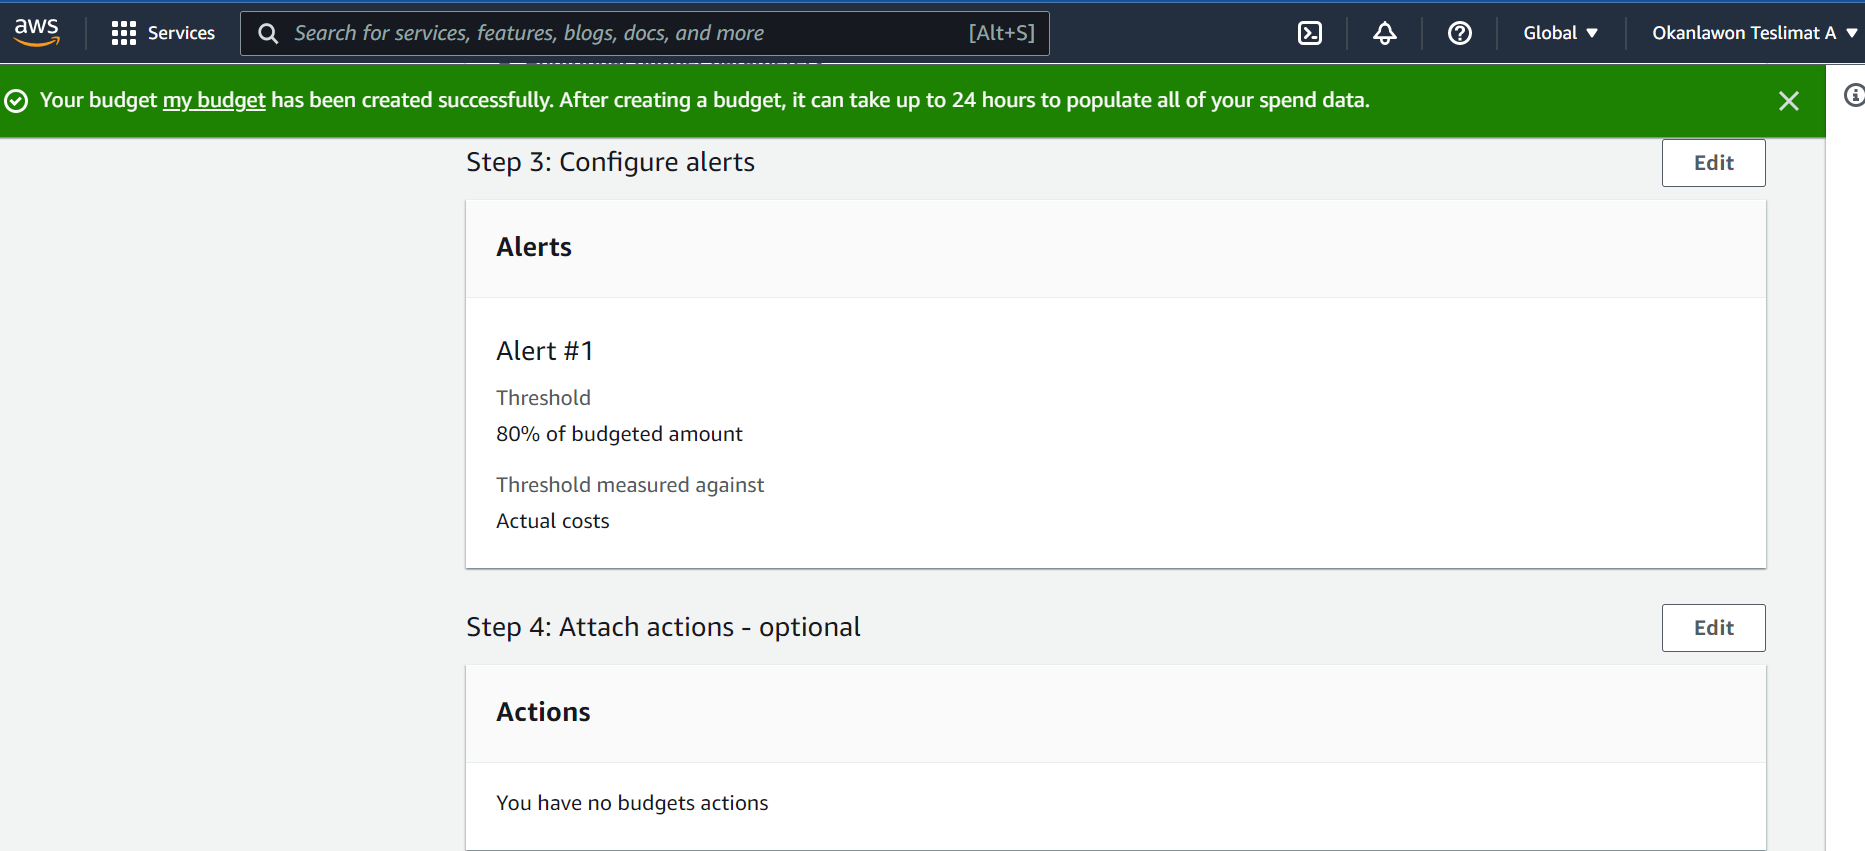 aws
Services
Search for services, features, blogs, docs, and more
[Alt+S]
Global
Okanlawon Teslimat A
Your budget my budget has been created successfully. After creating a budget, it can take up to 24 hours to populate all of your spend data.
Step 3: Configure alerts
Edit
Alerts
Alert #1
Threshold
80% of budgeted amount
Threshold measured against
Actual costs
Step 4: Attach actions - optional
Edit
Actions
You have no budgets actions